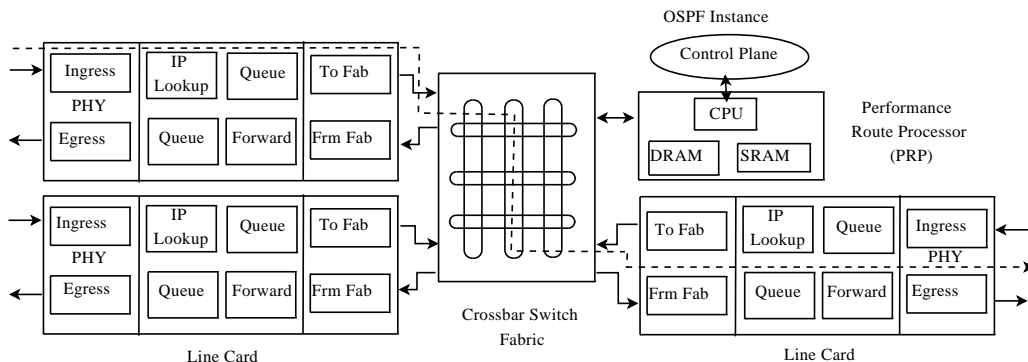 OSPF Instance
Control Plane
CPU
DRAM SRAM
Performance
Route Processor
(PRP)
Ingress IP Lookup Queue To Fab
PHY
Egress Queue Forward Frm Fab
Ingress IP Lookup Queue To Fab
PHY
Egress Queue Forward Frm Fab
Line Card
Crossbar Switch
Fabric
To Fab IP Lookup Queue Ingress
PHY
Frm Fab Queue Forward Egress
Line Card